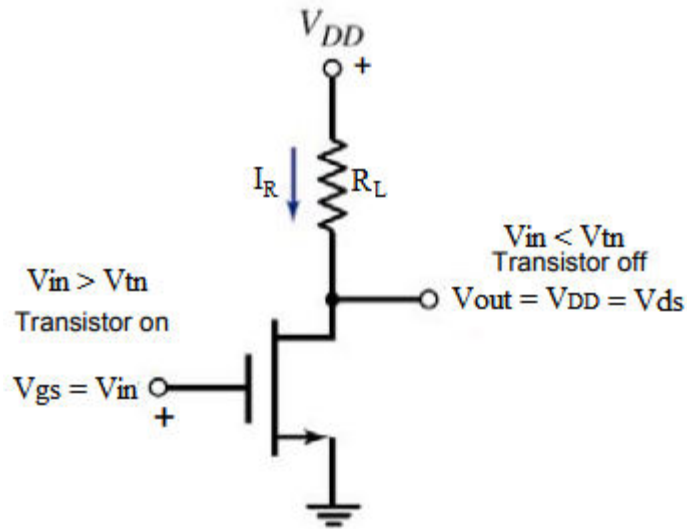 VDD
+
IR
RL
Vin < Vtn
Transistor off
Vout = VDD = Vds
Vin > Vtn
Transistor on
Vgs = Vin
+